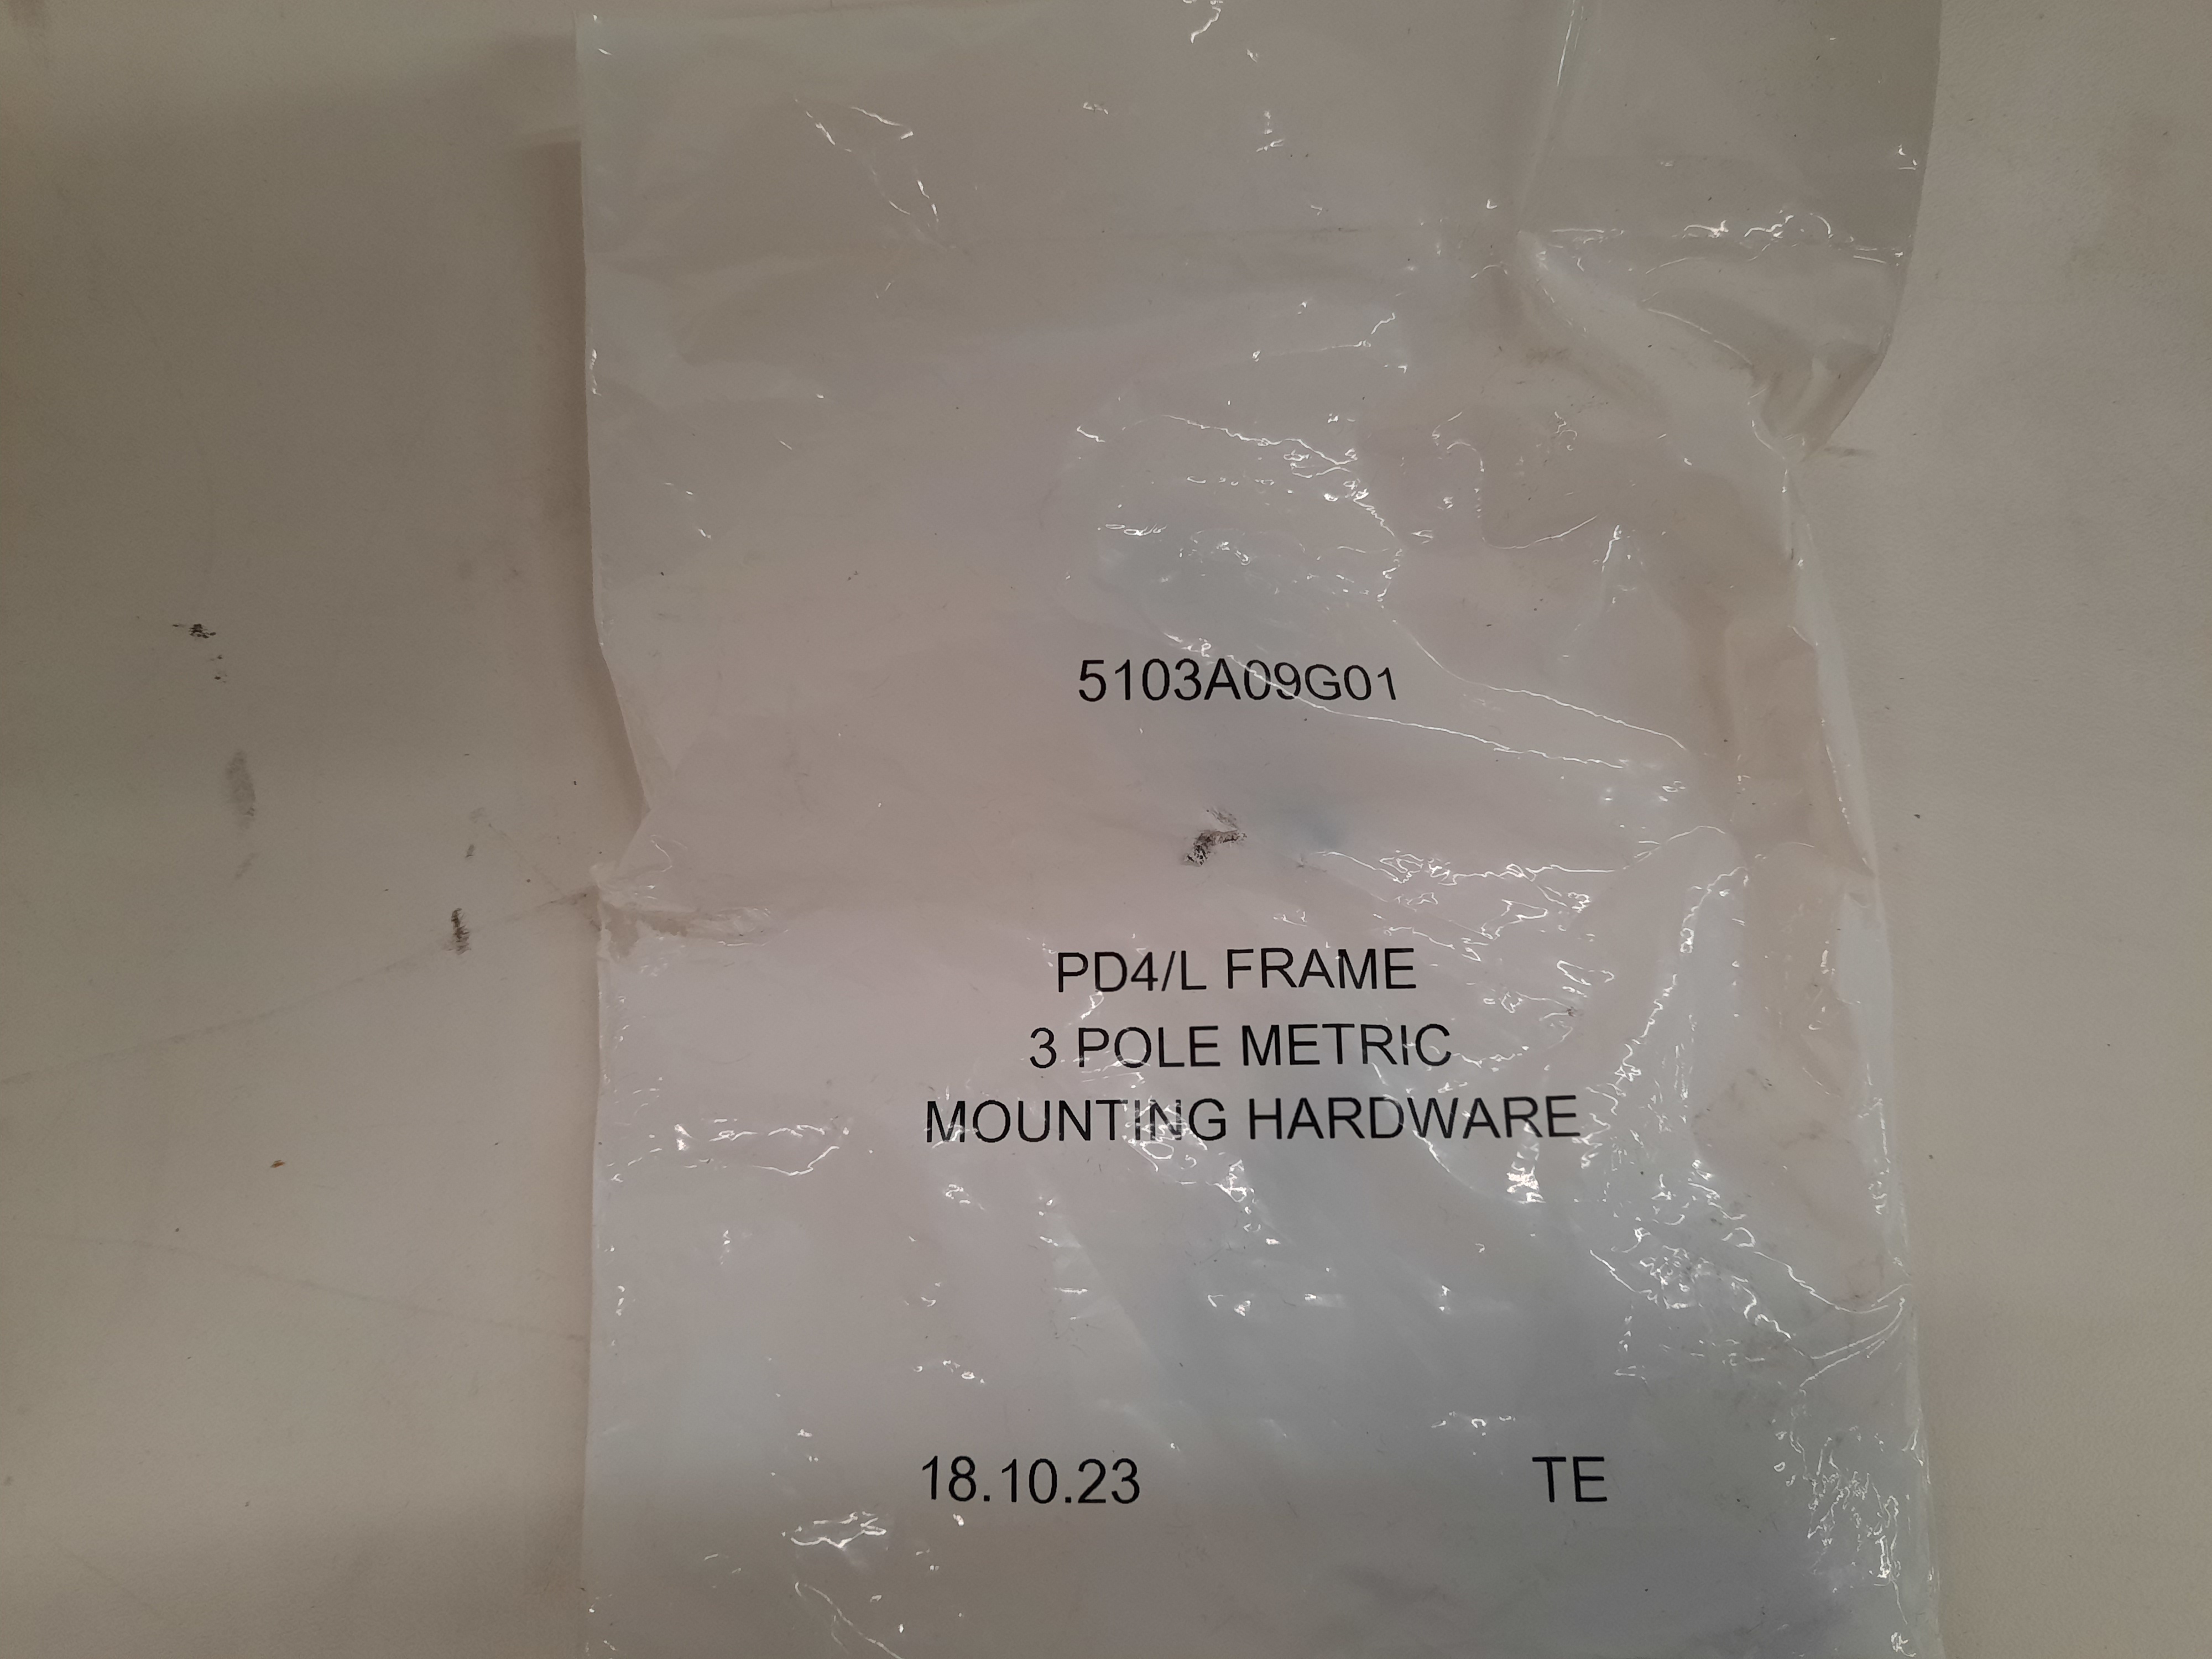 5103A09G01
PD4/L FRAME
3 POLE METRIC
MOUNTING HARDWARE
18.10.23 TE